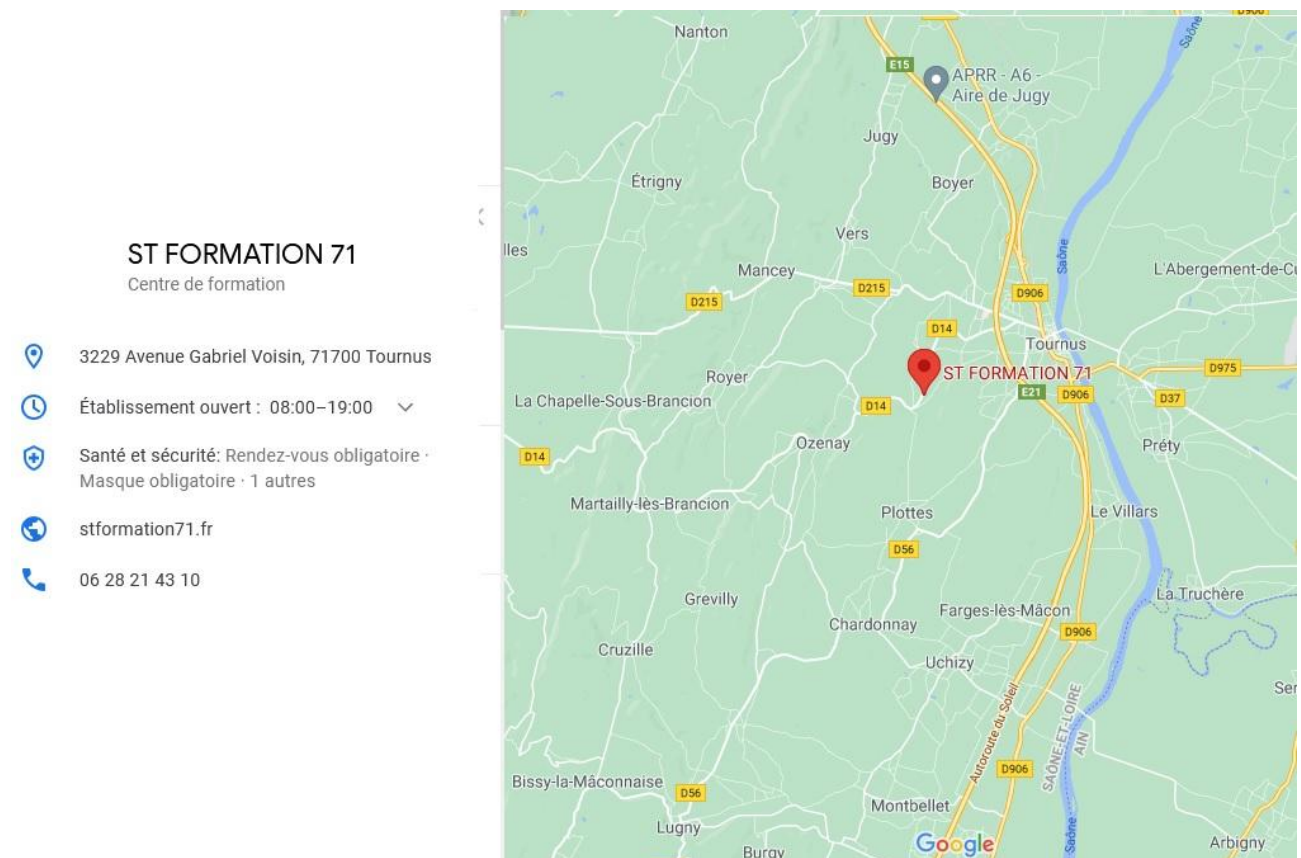 ST FORMATION 71
Centre de formation
3229 Avenue Gabriel Voisin, 71700 Tournus
Établissement ouvert : 08:00–19:00
Santé et sécurité: Rendez-vous obligatoire ·
Masque obligatoire · 1 autres
stformation71.fr
06 28 21 43 10
D906
D906
Nanton
Saône
E15
APRR - A6 -
Aire de Jugy
Jugy
Étrigny
Boyer
Vers
lles
Saône
Mancey
L'Abergement-de-Cu
D215
D215
D906
D14
Tournus
ST FORMATION 71
D975
Royer
E21
D906
D37
La Chapelle-Sous-Brancion
D14
Ozenay
Préty
D14
Martailly-lès-Brancion
Plottes
Le Villars
D56
Grevilly
La Truchère
Farges-lès-Mâcon
Chardonnay
D906
Cruzille
Uchizy
Ser
Autoroute du Soleil
SAÔNE-ET-LOIRE
AIN
D906
Bissy-la-Mâconnaise
D56
Montbellet
Lugny
Saône
Google
Burgy
Arbigny